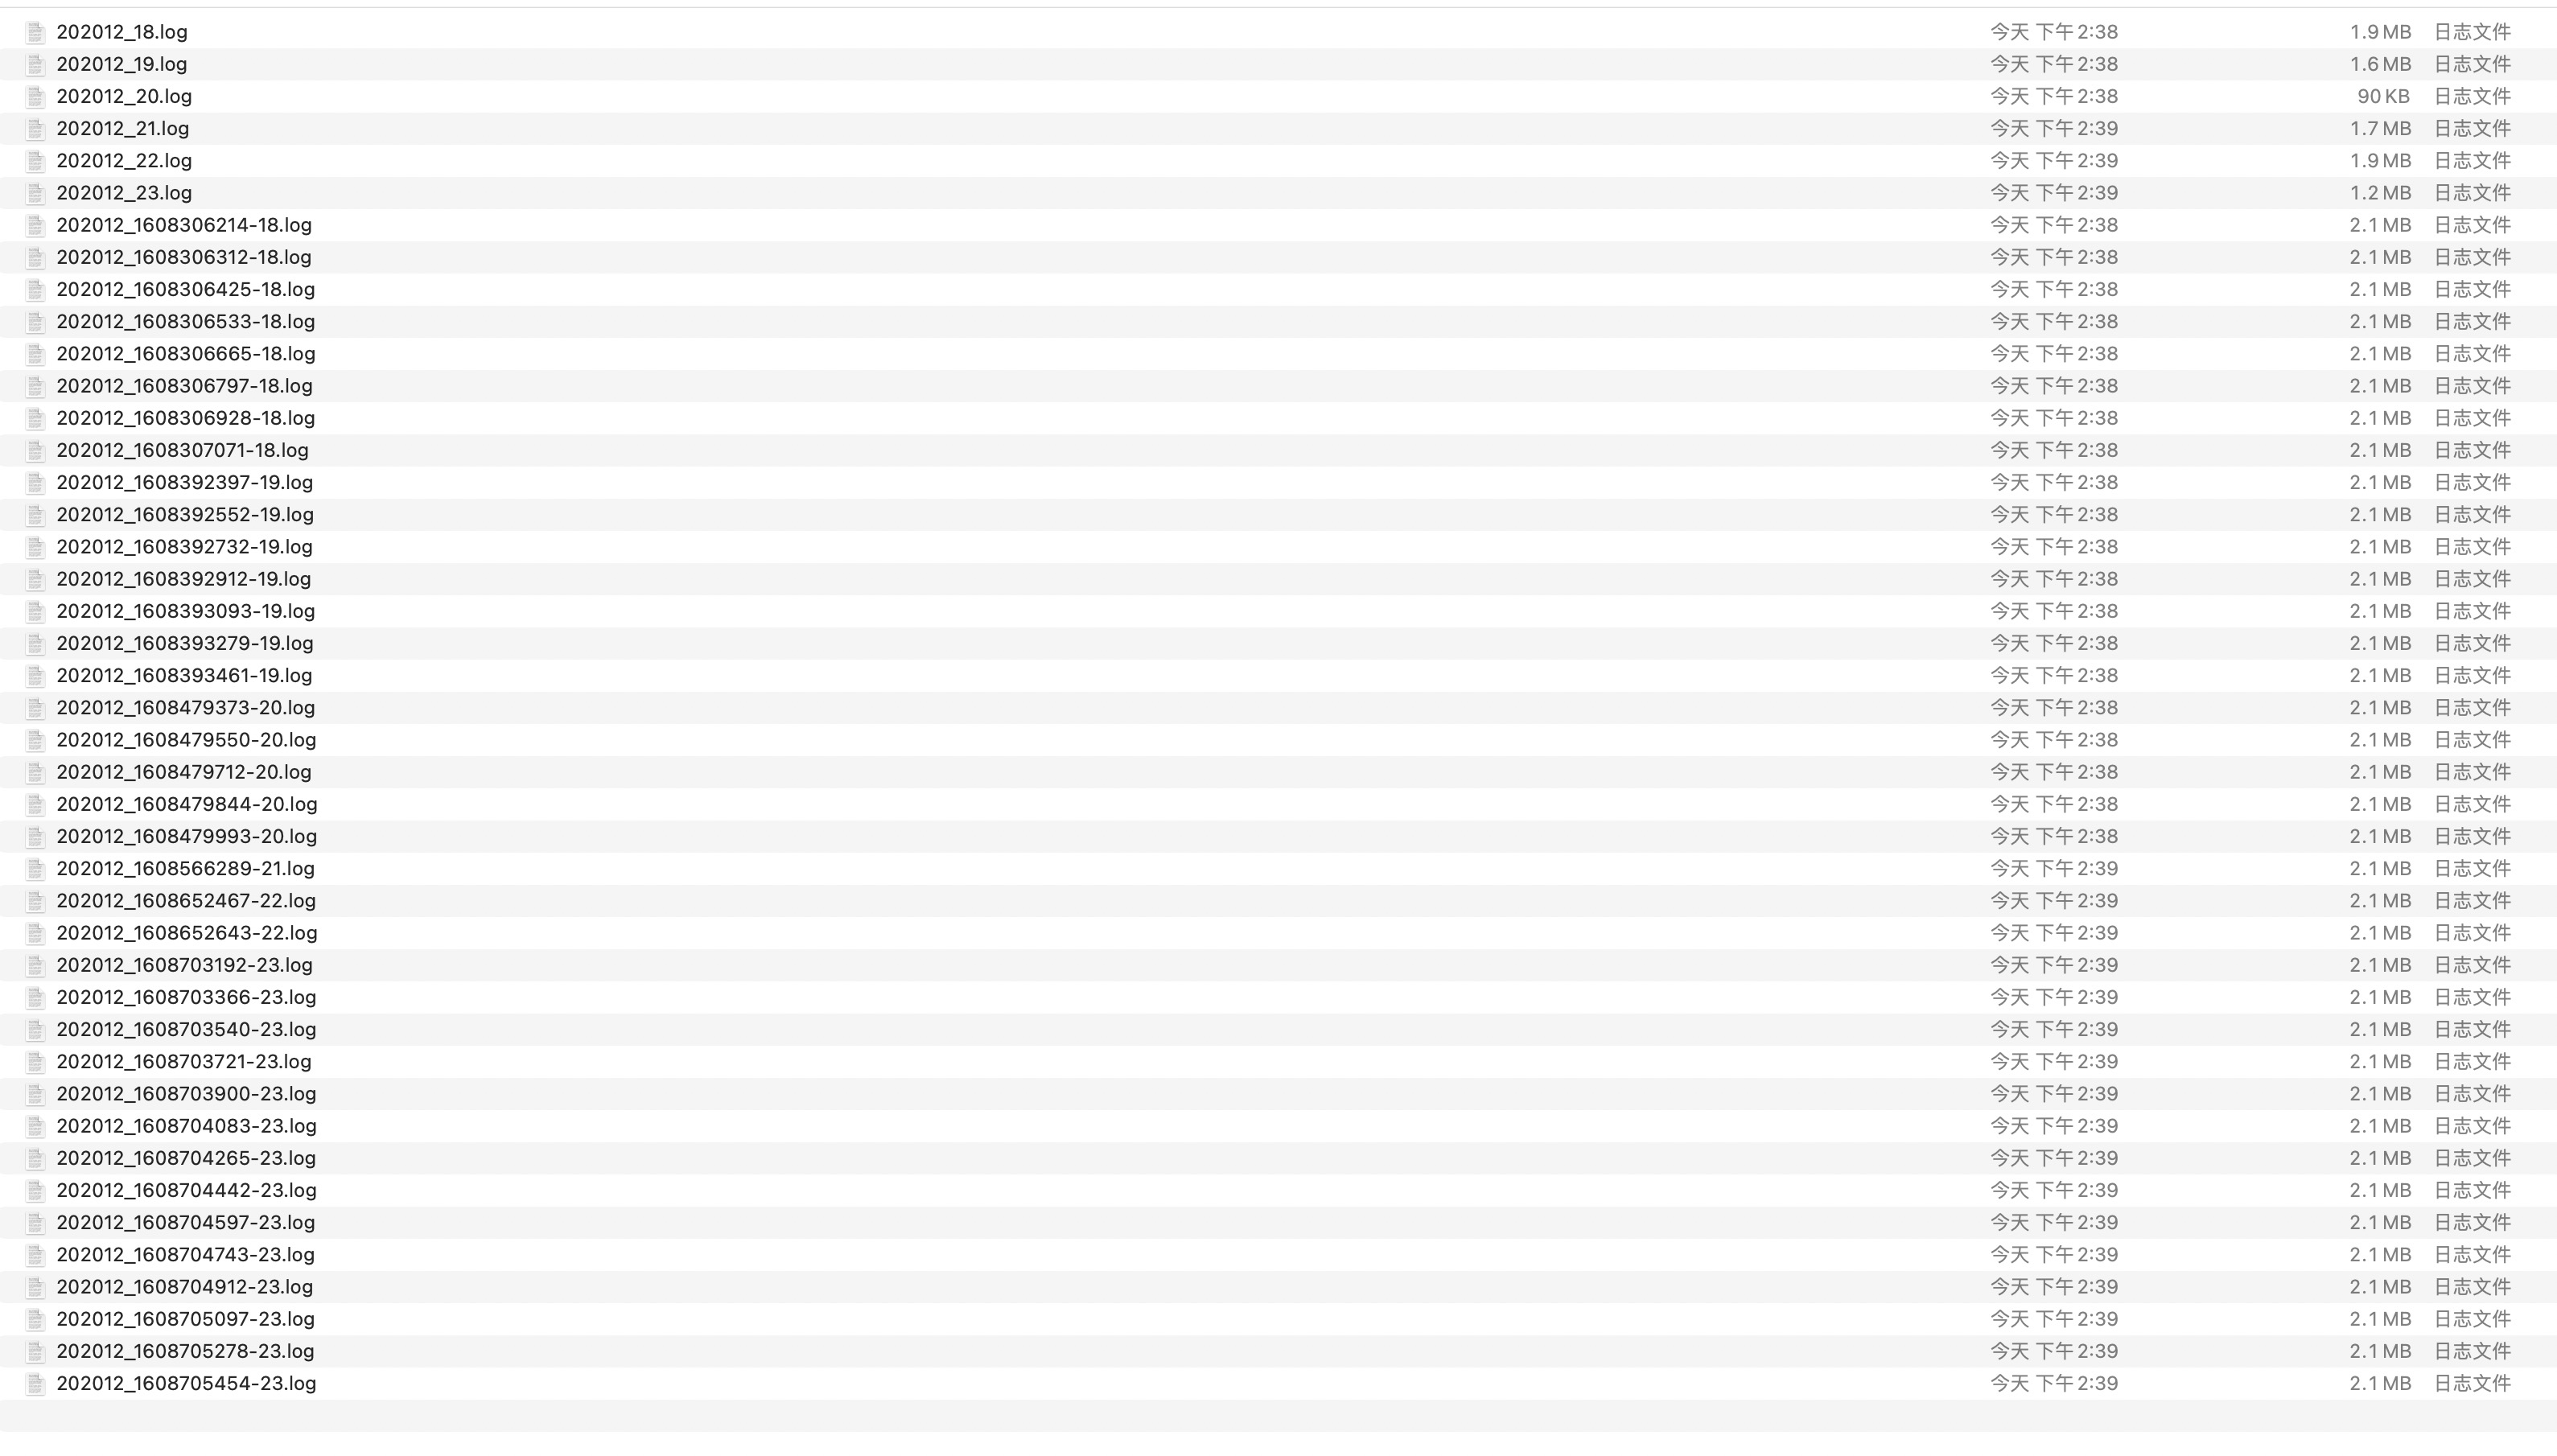 202012_18.log 今天 下午2:38 1.9 MB 日志文件
202012_19.log 今天 下午2:38 1.6 MB 日志文件
202012_20.log 今天 下午2:38 90 KB 日志文件
202012_21.log 今天 下午2:39 1.7 MB 日志文件
202012_22.log 今天 下午2:39 1.9 MB 日志文件
202012_23.log 今天 下午2:39 1.2 MB 日志文件
202012_1608306214-18.log 今天 下午2:38 2.1 MB 日志文件
202012_1608306312-18.log 今天 下午2:38 2.1 MB 日志文件
202012_1608306425-18.log 今天 下午2:38 2.1 MB 日志文件
202012_1608306533-18.log 今天 下午2:38 2.1 MB 日志文件
202012_1608306665-18.log 今天 下午2:38 2.1 MB 日志文件
202012_1608306797-18.log 今天 下午2:38 2.1 MB 日志文件
202012_1608306928-18.log 今天 下午2:38 2.1 MB 日志文件
202012_1608307071-18.log 今天 下午2:38 2.1 MB 日志文件
202012_1608392397-19.log 今天 下午2:38 2.1 MB 日志文件
202012_1608392552-19.log 今天 下午2:38 2.1 MB 日志文件
202012_1608392732-19.log 今天 下午2:38 2.1 MB 日志文件
202012_1608392912-19.log 今天 下午2:38 2.1 MB 日志文件
202012_1608393093-19.log 今天 下午2:38 2.1 MB 日志文件
202012_1608393279-19.log 今天 下午2:38 2.1 MB 日志文件
202012_1608393461-19.log 今天 下午2:38 2.1 MB 日志文件
202012_1608479373-20.log 今天 下午2:38 2.1 MB 日志文件
202012_1608479550-20.log 今天 下午2:38 2.1 MB 日志文件
202012_1608479712-20.log 今天 下午2:38 2.1 MB 日志文件
202012_1608479844-20.log 今天 下午2:38 2.1 MB 日志文件
202012_1608479993-20.log 今天 下午2:38 2.1 MB 日志文件
202012_1608566289-21.log 今天 下午2:39 2.1 MB 日志文件
202012_1608652467-22.log 今天 下午2:39 2.1 MB 日志文件
202012_1608652643-22.log 今天 下午2:39 2.1 MB 日志文件
202012_1608703192-23.log 今天 下午2:39 2.1 MB 日志文件
202012_1608703366-23.log 今天 下午2:39 2.1 MB 日志文件
202012_1608703540-23.log 今天 下午2:39 2.1 MB 日志文件
202012_1608703721-23.log 今天 下午2:39 2.1 MB 日志文件
202012_1608703900-23.log 今天 下午2:39 2.1 MB 日志文件
202012_1608704083-23.log 今天 下午2:39 2.1 MB 日志文件
202012_1608704265-23.log 今天 下午2:39 2.1 MB 日志文件
202012_1608704442-23.log 今天 下午2:39 2.1 MB 日志文件
202012_1608704597-23.log 今天 下午2:39 2.1 MB 日志文件
202012_1608704743-23.log 今天 下午2:39 2.1 MB 日志文件
202012_1608704912-23.log 今天 下午2:39 2.1 MB 日志文件
202012_1608705097-23.log 今天 下午2:39 2.1 MB 日志文件
202012_1608705278-23.log 今天 下午2:39 2.1 MB 日志文件
202012_1608705454-23.log 今天 下午2:39 2.1 MB 日志文件